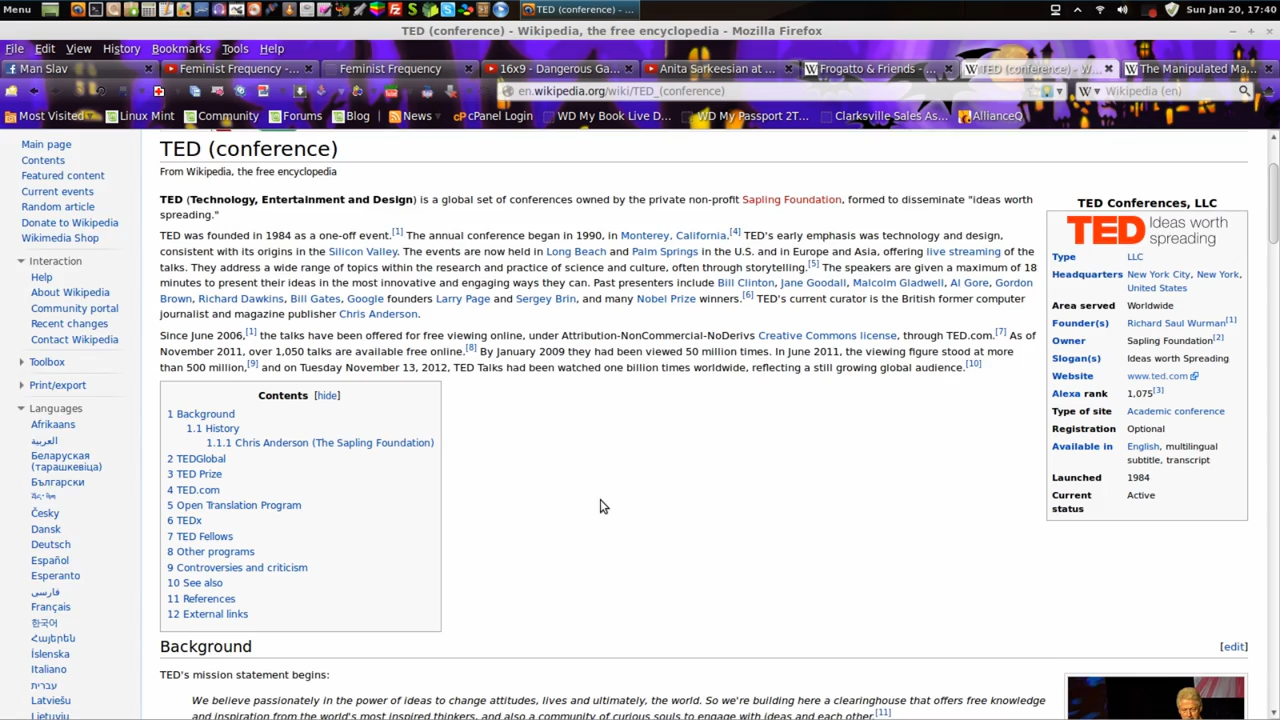 Menu
TED (conference) - ...
Sun Jan 20, 17:40
TED (conference) - Wikipedia, the free encyclopedia - Mozilla Firefox
File Edit View History Bookmarks Tools Help
Man Slav
Feminist Frequency -...
Feminist Frequency
16x9 - Dangerous Ga...
Anita Sarkeesian at ...
Frogatto & Friends - ...
TED (conference) - W...
The Manipulated Ma...
en.wikipedia.org/wiki/TED_(conference)
Wikipedia (en)
Most Visited
Linux Mint
Community
Forums
Blog
News
cPanel Login
WD My Book Live D...
WD My Passport 2T...
Clarksville Sales As...
AllianceQ
Main page
Contents
Featured content
Current events
Random article
Donate to Wikipedia
Wikimedia Shop
Interaction
Help
About Wikipedia
Community portal
Recent changes
Contact Wikipedia
Toolbox
Print/export
Languages
Afrikaans
العربية
Беларуская
(тарашкевіца)
Български
Česky
Dansk
Deutsch
Español
Esperanto
فارسی
Français
한국어
Հայերեն
Íslenska
Italiano
עברית
Latviešu
Lietuvių
TED (conference)
From Wikipedia, the free encyclopedia
TED (Technology, Entertainment and Design) is a global set of conferences owned by the private non-profit Sapling Foundation, formed to disseminate "ideas worth
spreading."
TED was founded in 1984 as a one-off event.[1] The annual conference began in 1990, in Monterey, California.[4] TED's early emphasis was technology and design,
consistent with its origins in the Silicon Valley. The events are now held in Long Beach and Palm Springs in the U.S. and in Europe and Asia, offering live streaming of the
talks. They address a wide range of topics within the research and practice of science and culture, often through storytelling.[5] The speakers are given a maximum of 18
minutes to present their ideas in the most innovative and engaging ways they can. Past presenters include Bill Clinton, Jane Goodall, Malcolm Gladwell, Al Gore, Gordon
Brown, Richard Dawkins, Bill Gates, Google founders Larry Page and Sergey Brin, and many Nobel Prize winners.[6] TED's current curator is the British former computer
journalist and magazine publisher Chris Anderson.
Since June 2006,[1] the talks have been offered for free viewing online, under Attribution-NonCommercial-NoDerivs Creative Commons license, through TED.com.[7] As of
November 2011, over 1,050 talks are available free online.[8] By January 2009 they had been viewed 50 million times. In June 2011, the viewing figure stood at more
than 500 million,[9] and on Tuesday November 13, 2012, TED Talks had been watched one billion times worldwide, reflecting a still growing global audience.[10]
Contents [hide]
1 Background
1.1 History
1.1.1 Chris Anderson (The Sapling Foundation)
2 TEDGlobal
3 TED Prize
4 TED.com
5 Open Translation Program
6 TEDx
7 TED Fellows
8 Other programs
9 Controversies and criticism
10 See also
11 References
12 External links
Background
[edit]
TED's mission statement begins:
We believe passionately in the power of ideas to change attitudes, lives and ultimately, the world. So we're building here a clearinghouse that offers free knowledge
and inspiration from the world's most inspired thinkers, and also a community of curious souls to engage with ideas and each other.[11]
TED Conferences, LLC
TED Ideas worth
spreading
Type LLC
Headquarters New York City, New York,
United States
Area served Worldwide
Founder(s) Richard Saul Wurman[1]
Owner Sapling Foundation[2]
Slogan(s) Ideas worth Spreading
Website www.ted.com
Alexa rank 1,075[3]
Type of site Academic conference
Registration Optional
Available in English, multilingual
subtitle, transcript
Launched 1984
Current Active
status